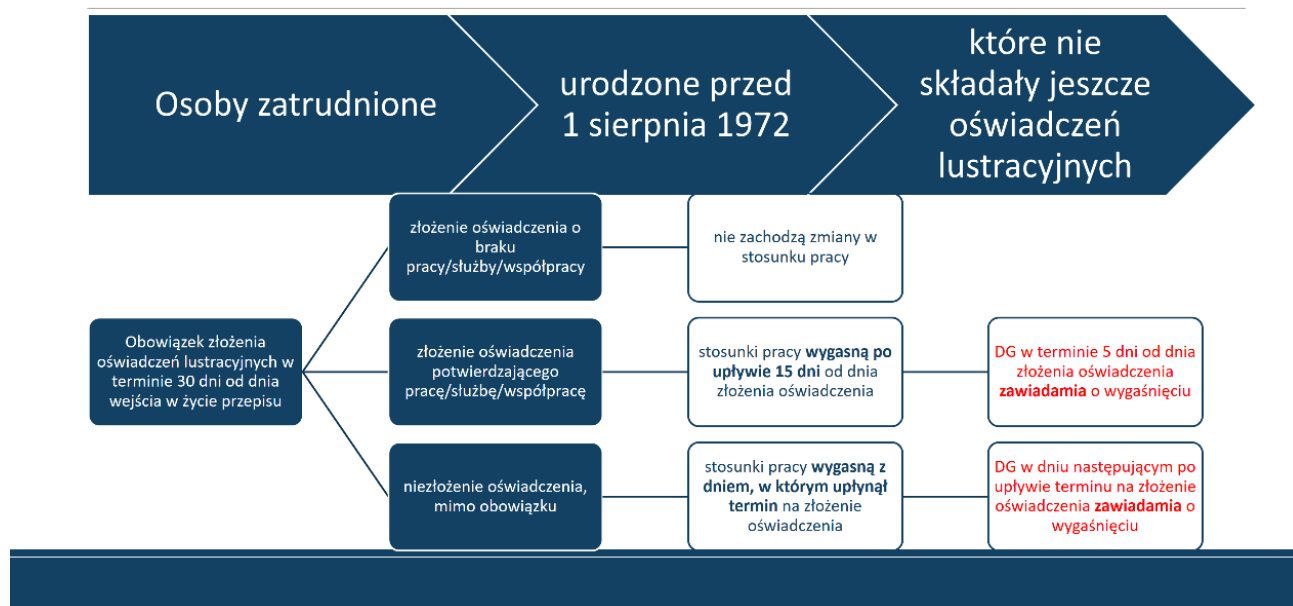 Osoby zatrudnione
urodzone przed
1 sierpnia 1972
które nie
składały jeszcze
oświadczeń
lustracyjnych
Obowiązek złożenia
oświadczeń lustracyjnych w
terminie 30 dni od dnia
wejścia w życie przepisu
złożenie oświadczenia o
braku
pracy/służby/współpracy
nie zachodzą zmiany w
stosunku pracy
złożenie oświadczenia
potwierdzającego
pracę/służbę/współpracę
stosunki pracy wygasną po
upływie 15 dni od dnia
złożenia oświadczenia
DG w terminie 5 dni od dnia
złożenia oświadczenia
zawiadamia o wygaśnięciu
niezłożenie oświadczenia,
mimo obowiązku
stosunki pracy wygasną z
dniem, w którym upłynął
termin na złożenie
oświadczenia
DG w dniu następującym po
upływie terminu na złożenie
oświadczenia zawiadamia o
wygaśnięciu